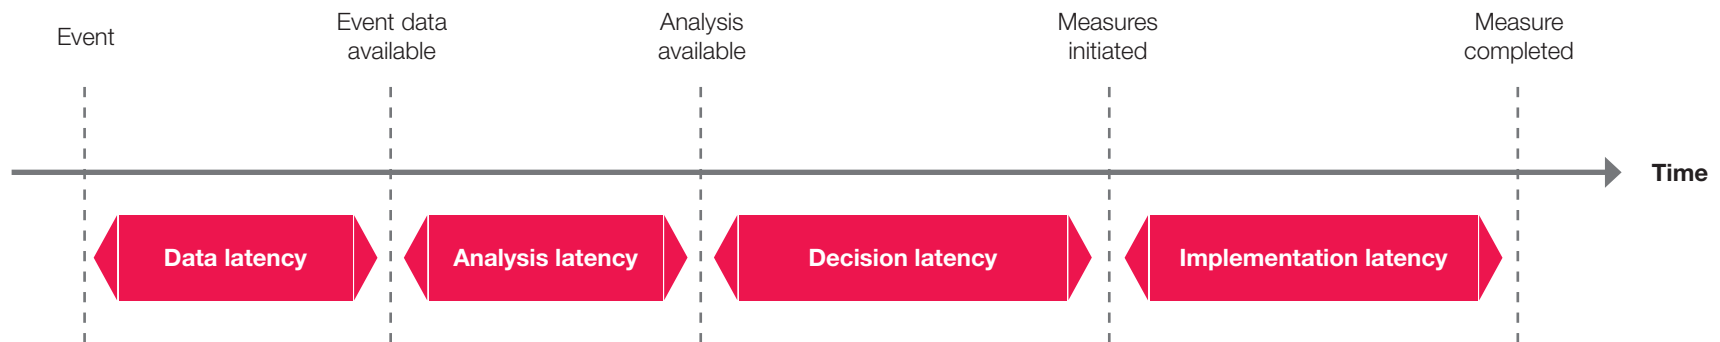 Event
Event data
available
Analysis
available
Measures
initiated
Measure
completed
Time
Data latency
Analysis latency
Decision latency
Implementation latency